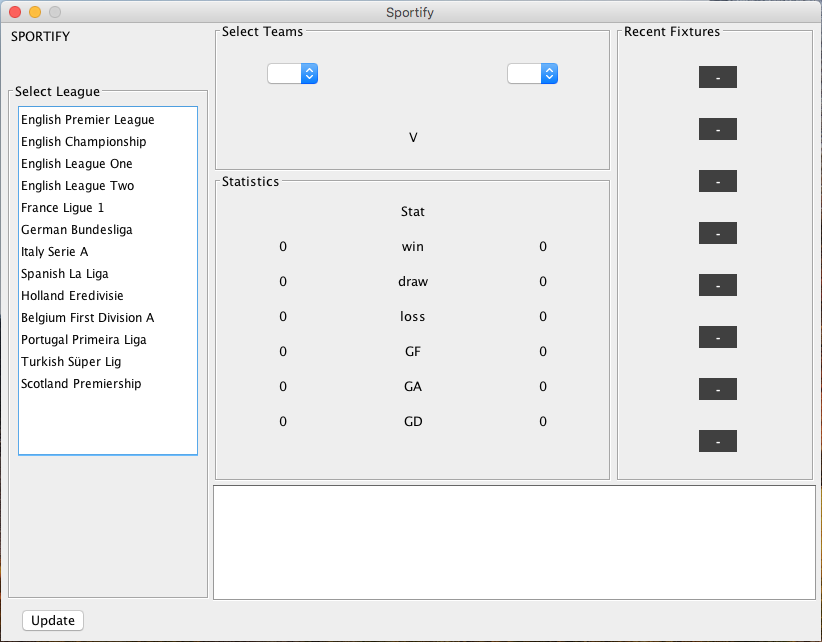 Sportify
SPORTIFY
Select League
English Premier League
English Championship
English League One
English League Two
France Ligue 1
German Bundesliga
Italy Serie A
Spanish La Liga
Holland Eredivisie
Belgium First Division A
Portugal Primeira Liga
Turkish Süper Lig
Scotland Premiership
Update
Select Teams
V
Statistics
Stat
0 win 0
0 draw 0
0 loss 0
0 GF 0
0 GA 0
0 GD 0
Recent Fixtures
-
-
-
-
-
-
-
-